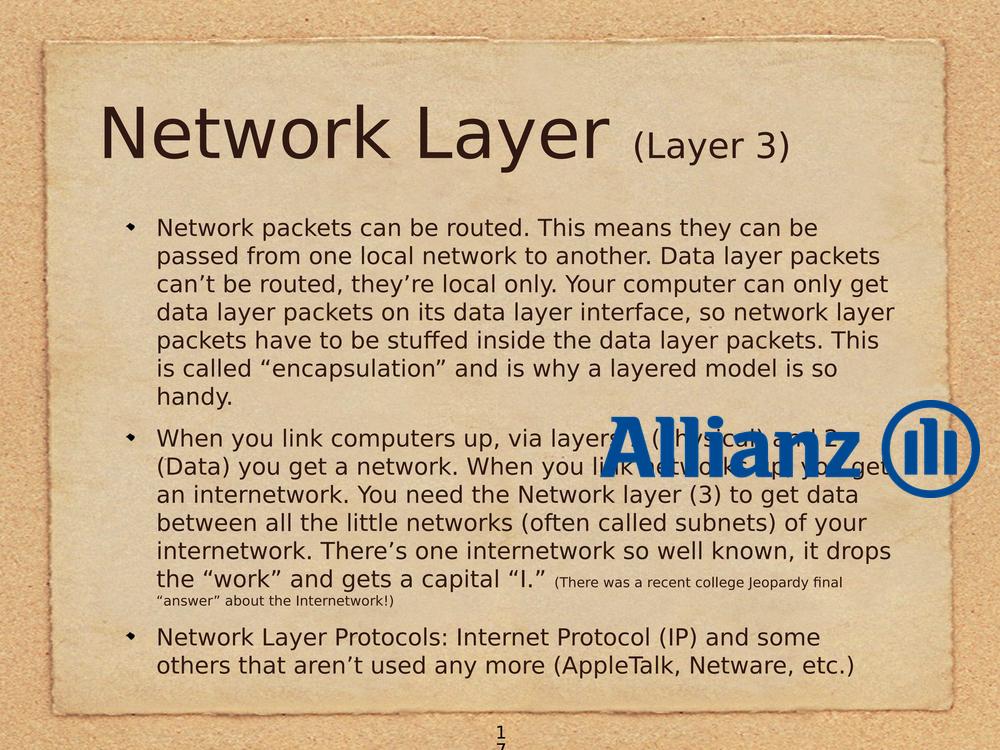 Network Layer (Layer 3)
Network packets can be routed. This means they can be
passed from one local network to another. Data layer packets
can’t be routed, they’re local only. Your computer can only get
data layer packets on its data layer interface, so network layer
packets have to be stuffed inside the data layer packets. This
is called “encapsulation” and is why a layered model is so
handy.
When you link computers up, via layers (Physical) and 2
Allianz
(Data) you get a network. When you link networks up, you get
an internetwork. You need the Network layer (3) to get data
between all the little networks (often called subnets) of your
internetwork. There’s one internetwork so well known, it drops
the “work” and gets a capital “I.” (There was a recent college Jeopardy final
“answer” about the Internetwork!)
Network Layer Protocols: Internet Protocol (IP) and some
others that aren’t used any more (AppleTalk, Netware, etc.)
1
7